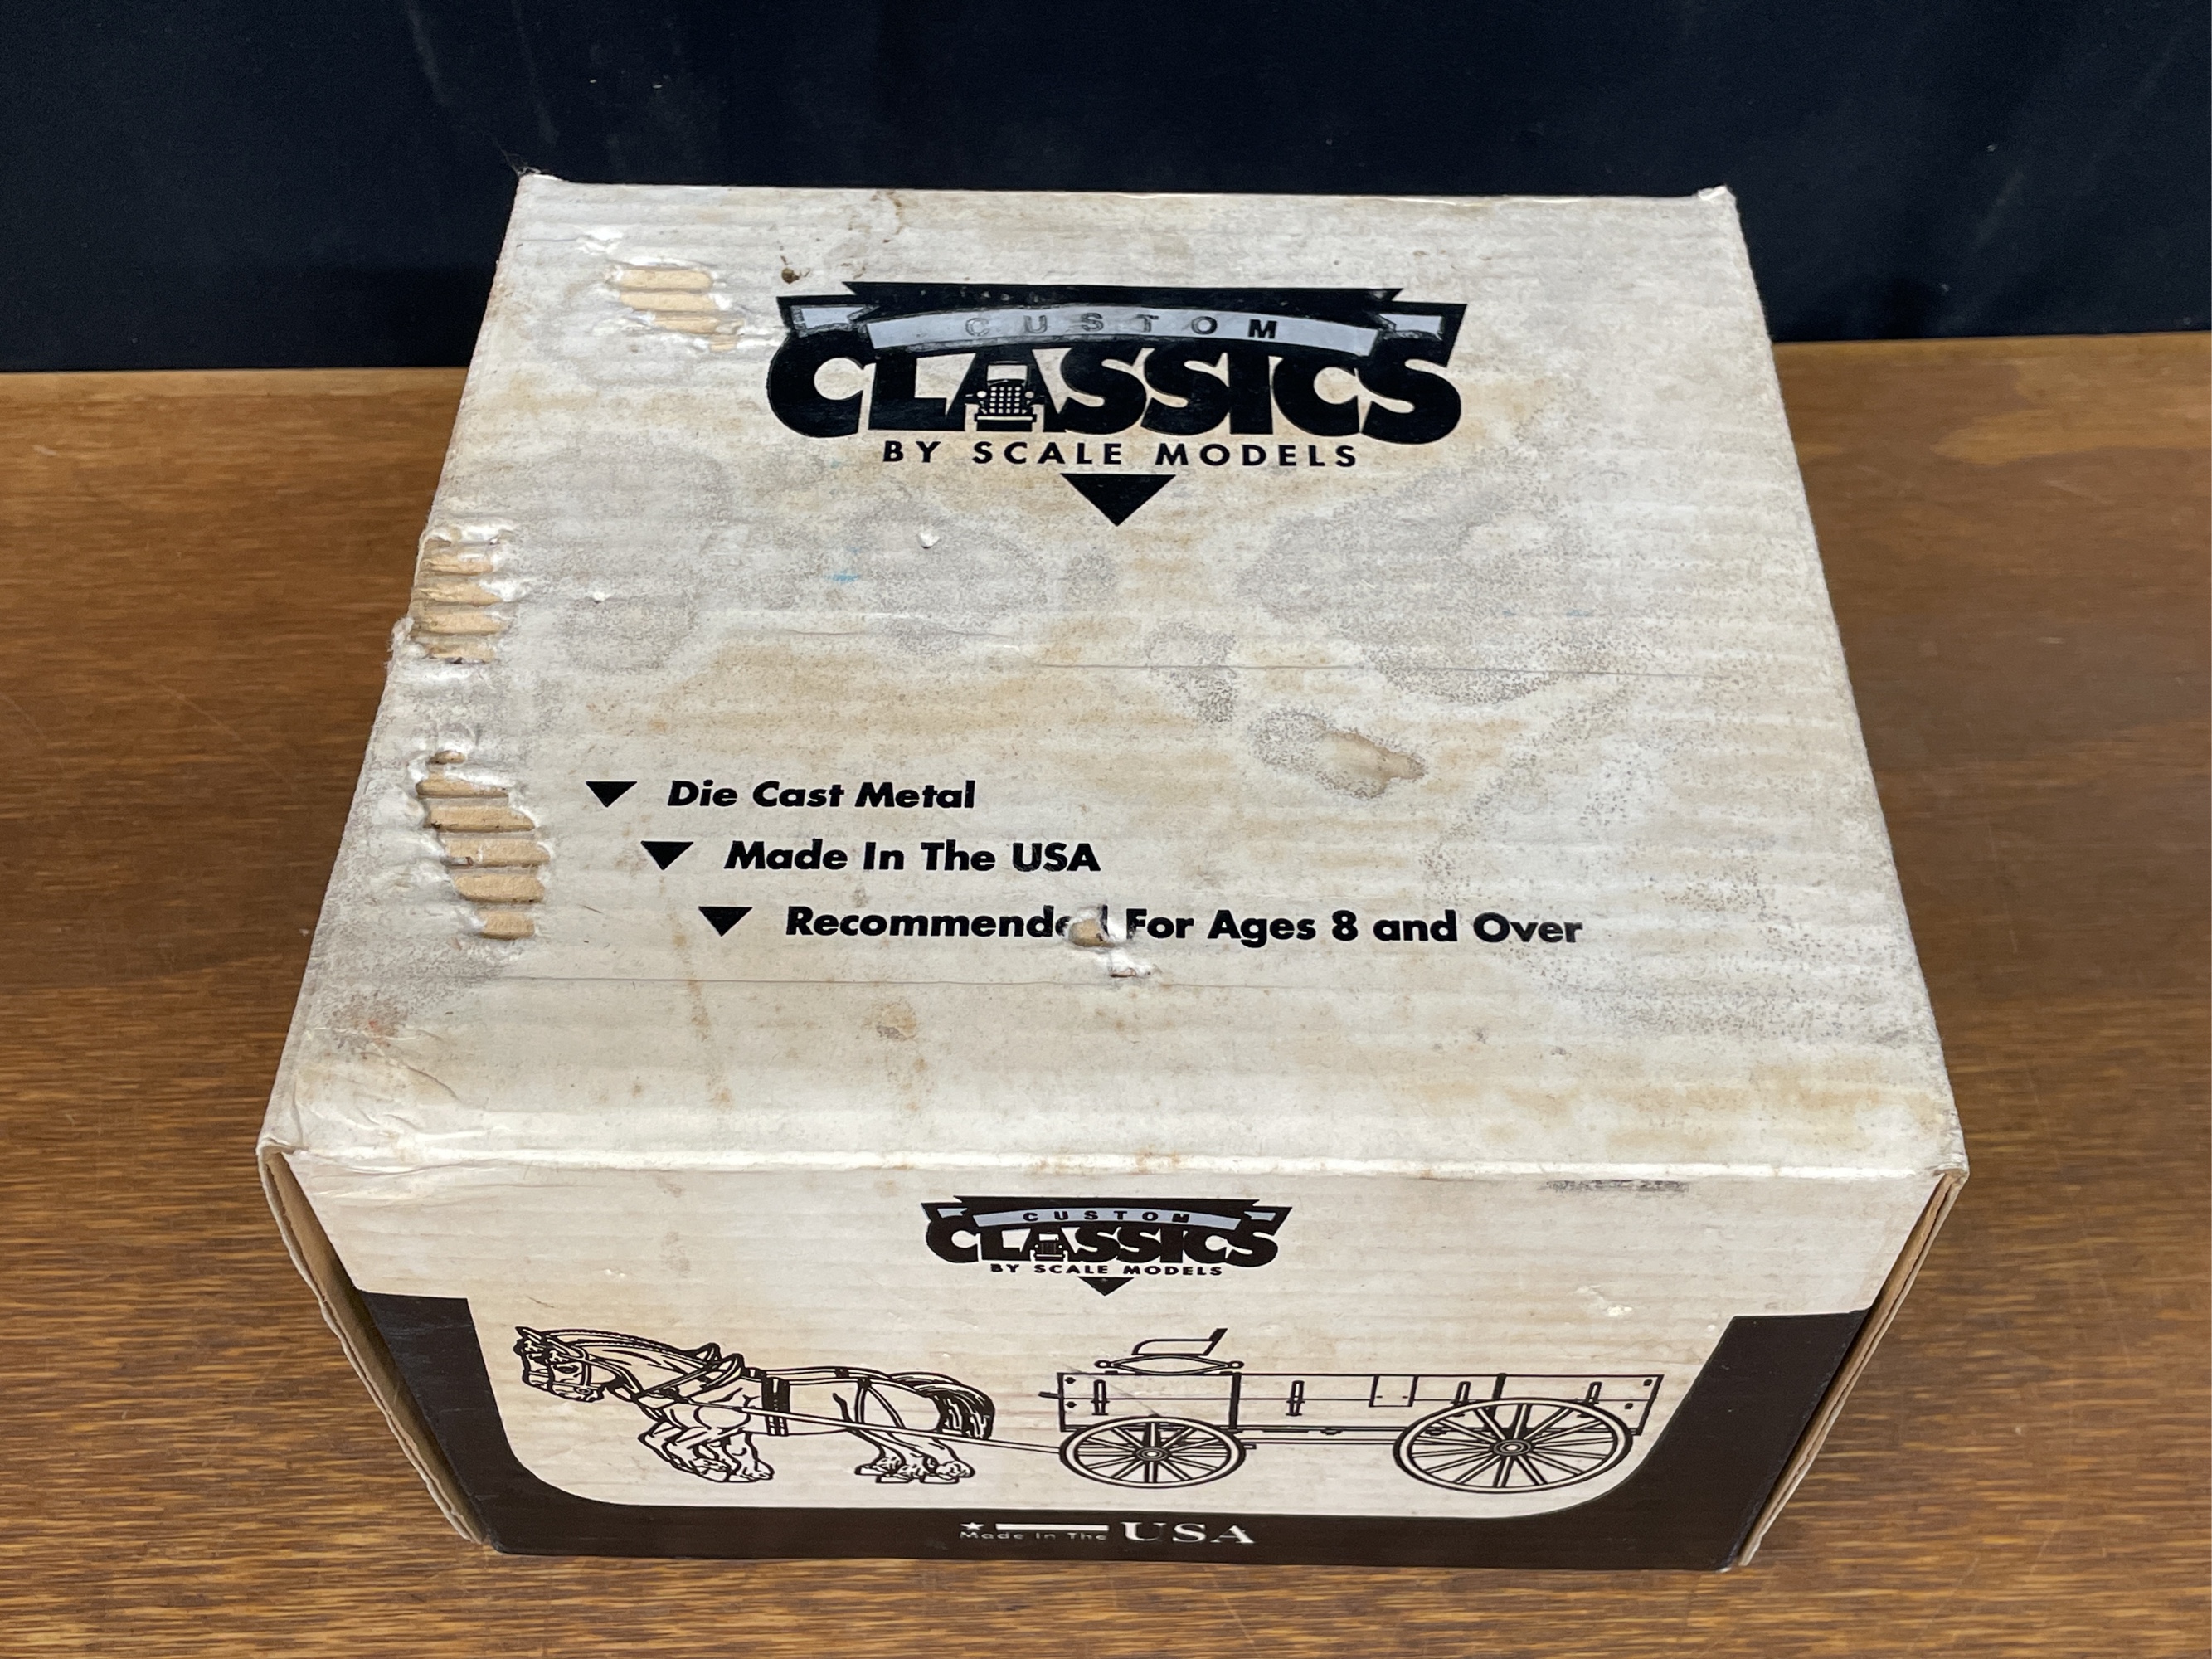 CUSTOM
CLASSICS
BY SCALE MODELS
Die Cast Metal
Made In The USA
Recommended For Ages 8 and Over
CUSTOM
CLASSICS
BY SCALE MODELS
Made In The USA